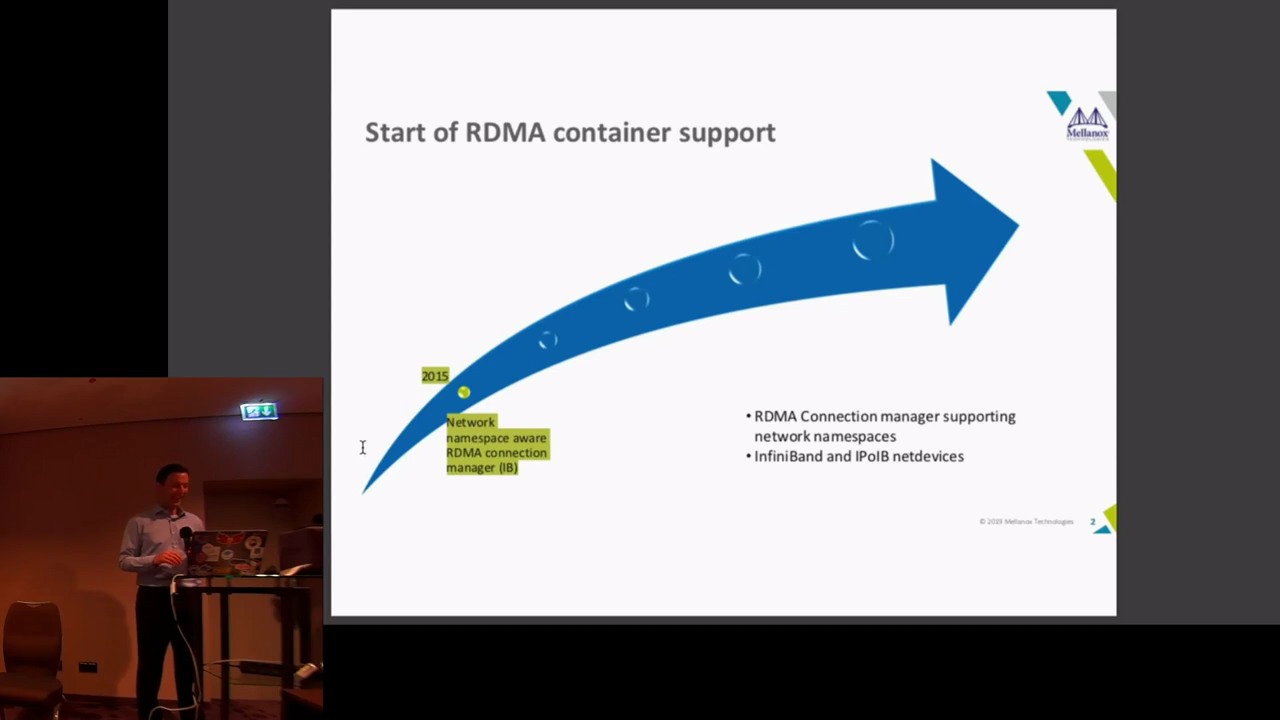 Start of RDMA container support
Mellanox
TECHNOLOGIES
2015
Network
namespace aware
RDMA connection
manager (IB)
• RDMA Connection manager supporting
network namespaces
• InfiniBand and IPoIB netdevices
© 2019 Mellanox Technologies
2